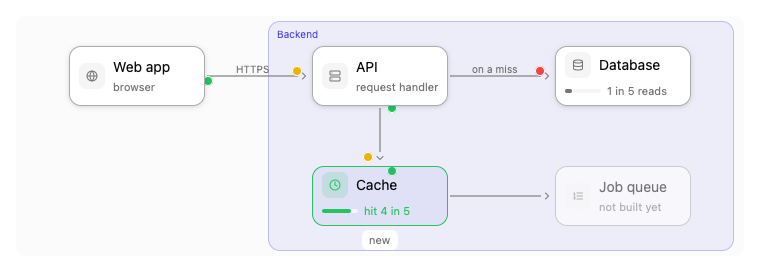 Backend
Web app
browser
HTTPS
API
request handler
on a miss
Database
1 in 5 reads
Cache
hit 4 in 5
new
Job queue
not built yet